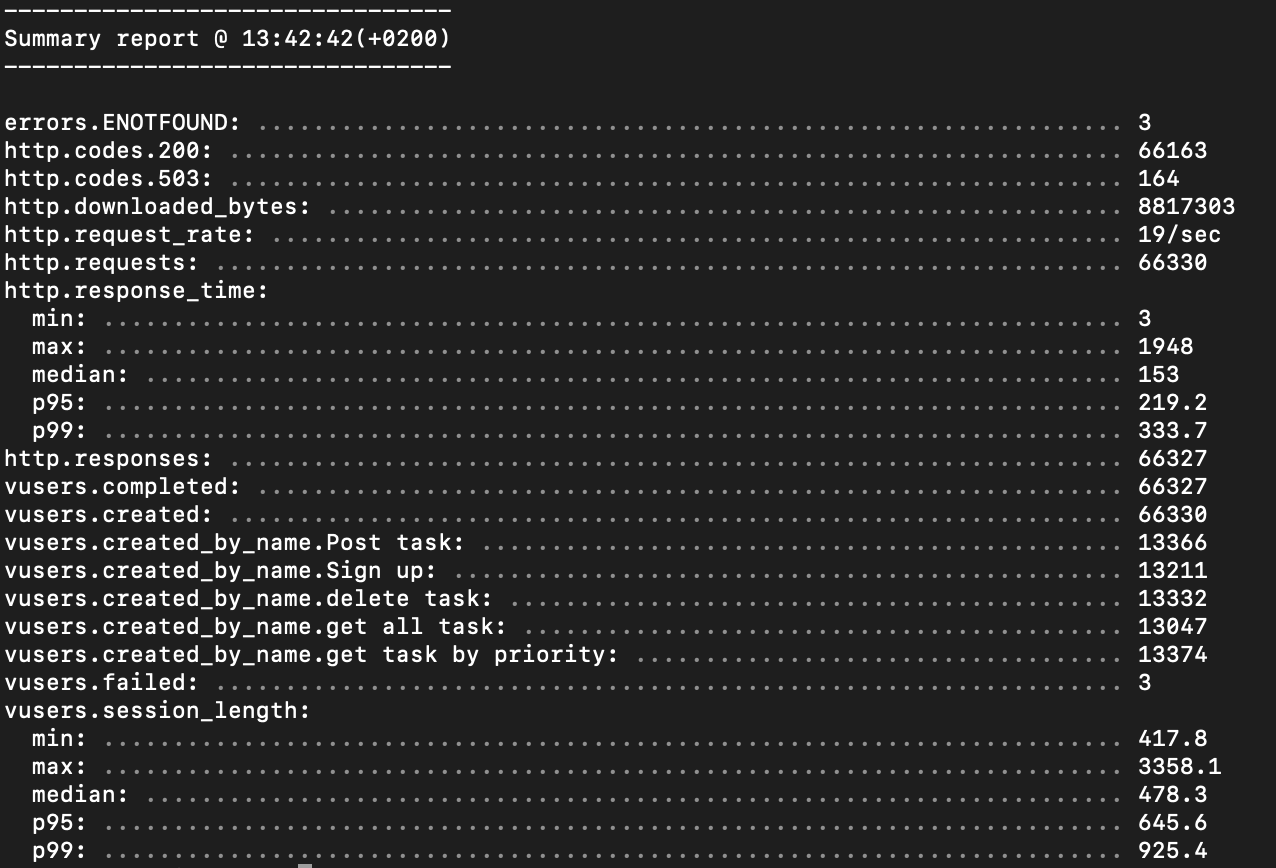 --------------------------------
Summary report @ 13:42:42(+0200)
--------------------------------
errors.ENOTFOUND: .............................................................. 3
http.codes.200: ................................................................ 66163
http.codes.503: ................................................................ 164
http.downloaded_bytes: ......................................................... 8817303
http.request_rate: ............................................................. 19/sec
http.requests: ................................................................. 66330
http.response_time:
  min: ......................................................................... 3
  max: ......................................................................... 1948
  median: ...................................................................... 153
  p95: ......................................................................... 219.2
  p99: ......................................................................... 333.7
http.responses: ................................................................ 66327
vusers.completed: .............................................................. 66327
vusers.created: ................................................................ 66330
vusers.created_by_name.Post task: .............................................. 13366
vusers.created_by_name.Sign up: ................................................ 13211
vusers.created_by_name.delete task: ............................................ 13332
vusers.created_by_name.get all task: ........................................... 13047
vusers.created_by_name.get task by priority: ................................... 13374
vusers.failed: ................................................................. 3
vusers.session_length:
  min: ......................................................................... 417.8
  max: ......................................................................... 3358.1
  median: ...................................................................... 478.3
  p95: ......................................................................... 645.6
  p99: ......................................................................... 925.4